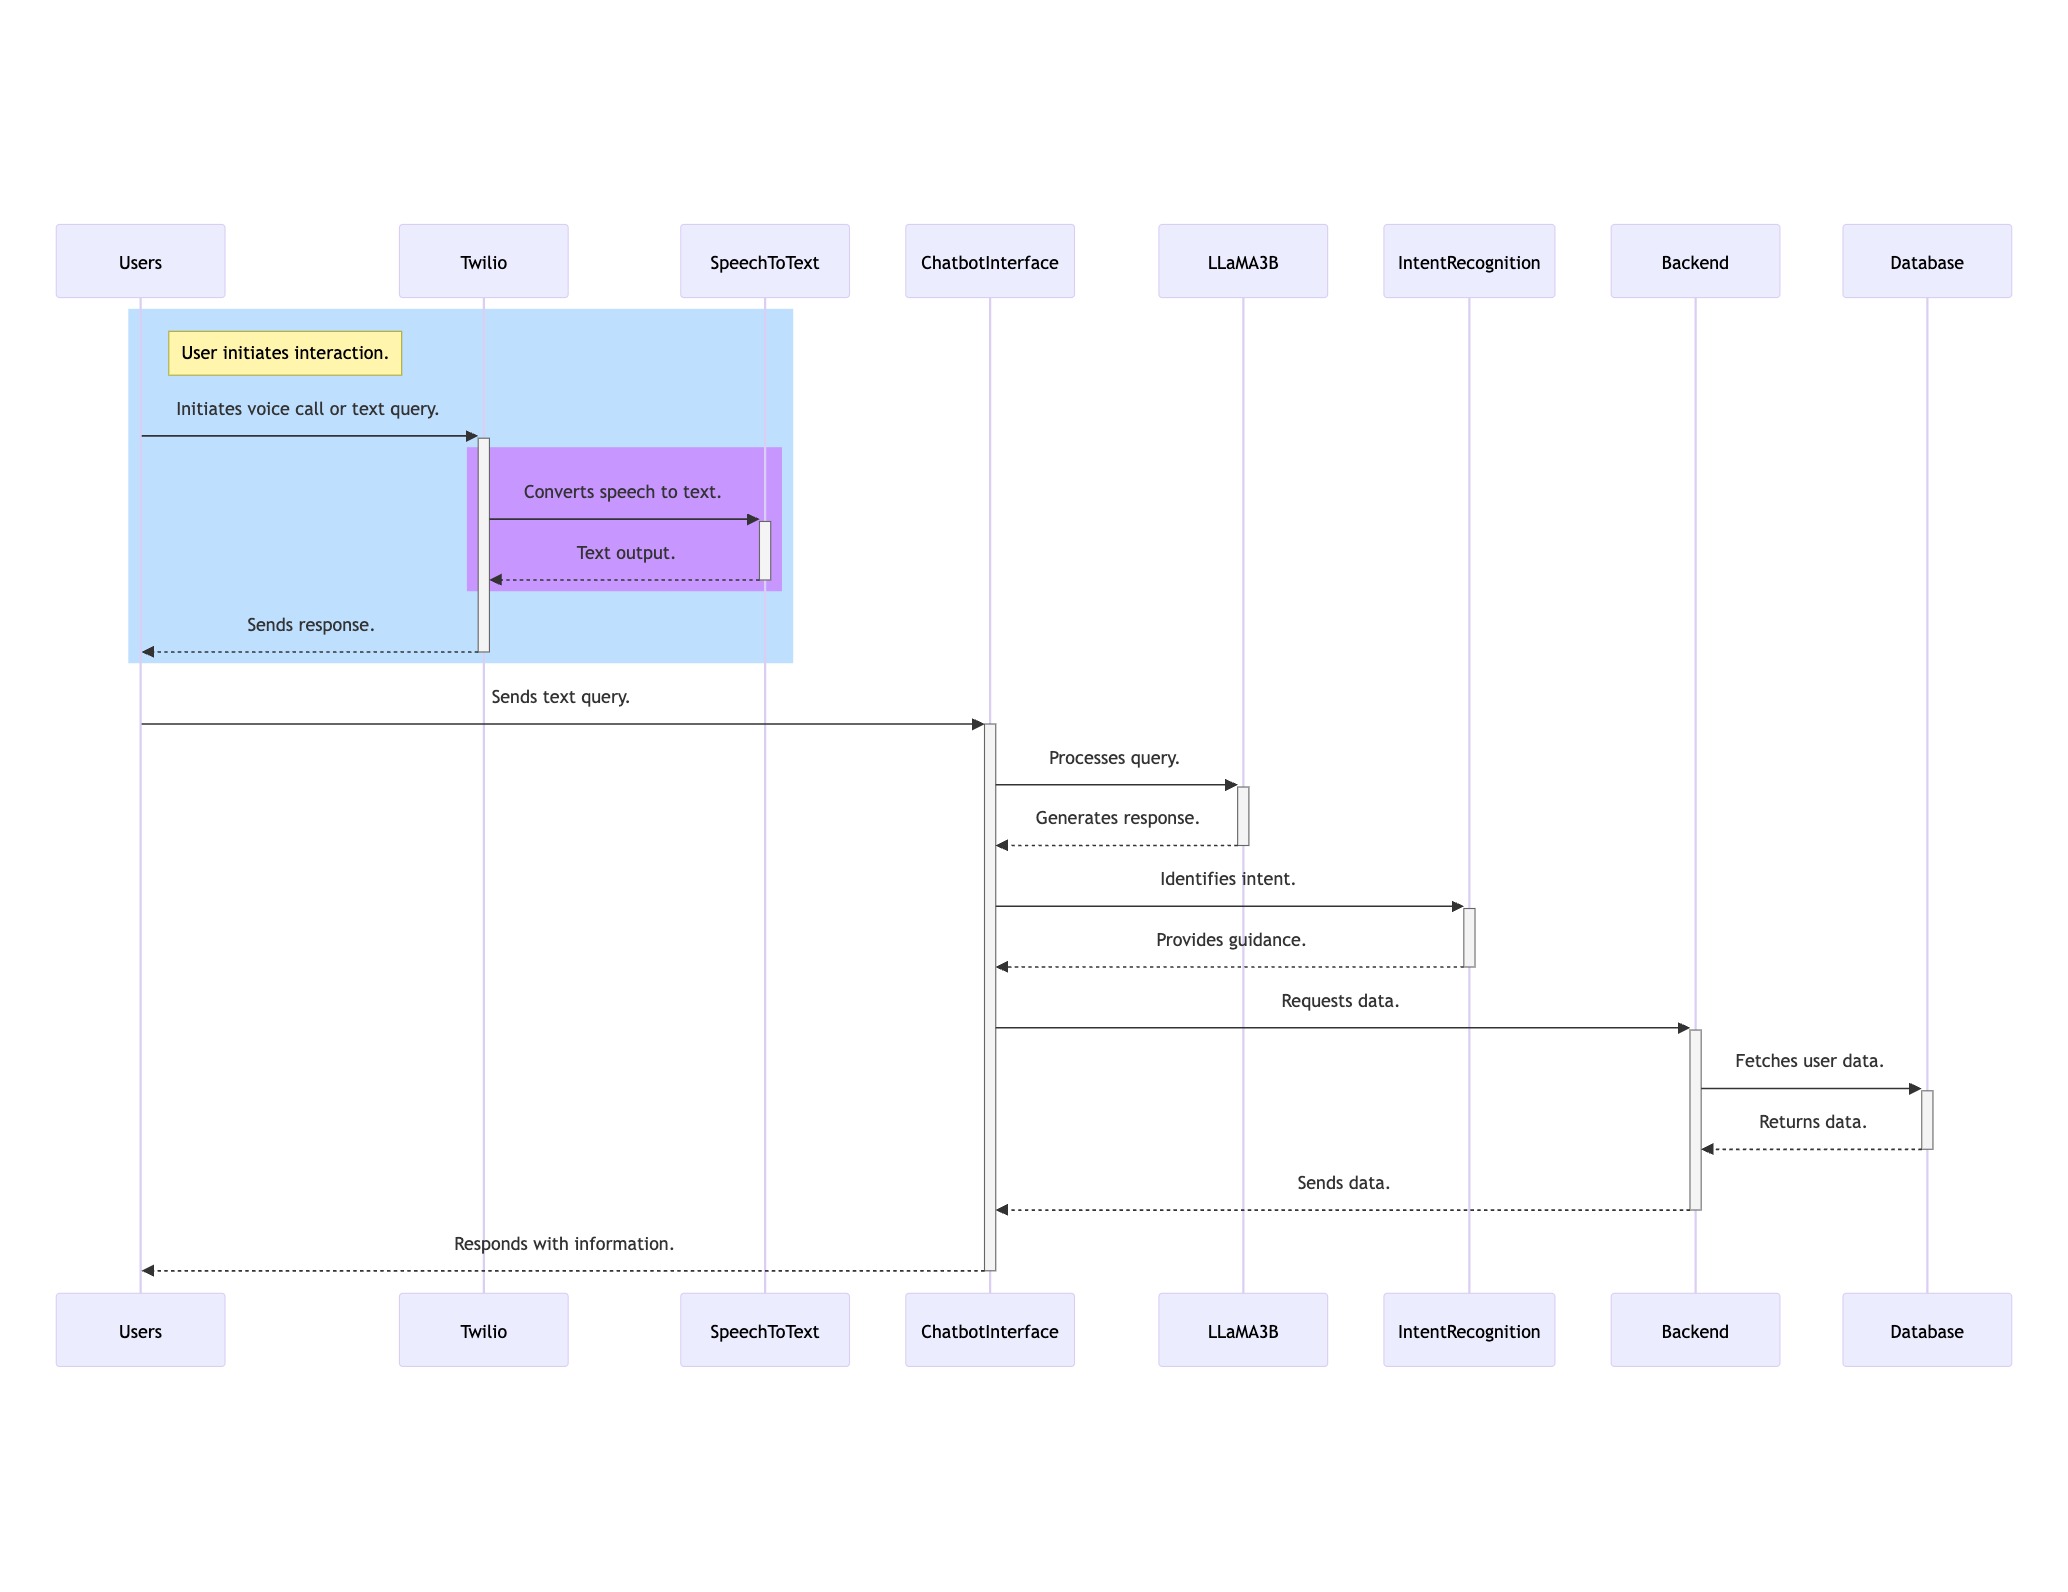 Users
Twilio
SpeechToText
ChatbotInterface
LLaMA3B
IntentRecognition
Backend
Database
User initiates interaction.
Initiates voice call or text query.
Converts speech to text.
Text output.
Sends response.
Sends text query.
Processes query.
Generates response.
Identifies intent.
Provides guidance.
Requests data.
Fetches user data.
Returns data.
Sends data.
Responds with information.
Users
Twilio
SpeechToText
ChatbotInterface
LLaMA3B
IntentRecognition
Backend
Database